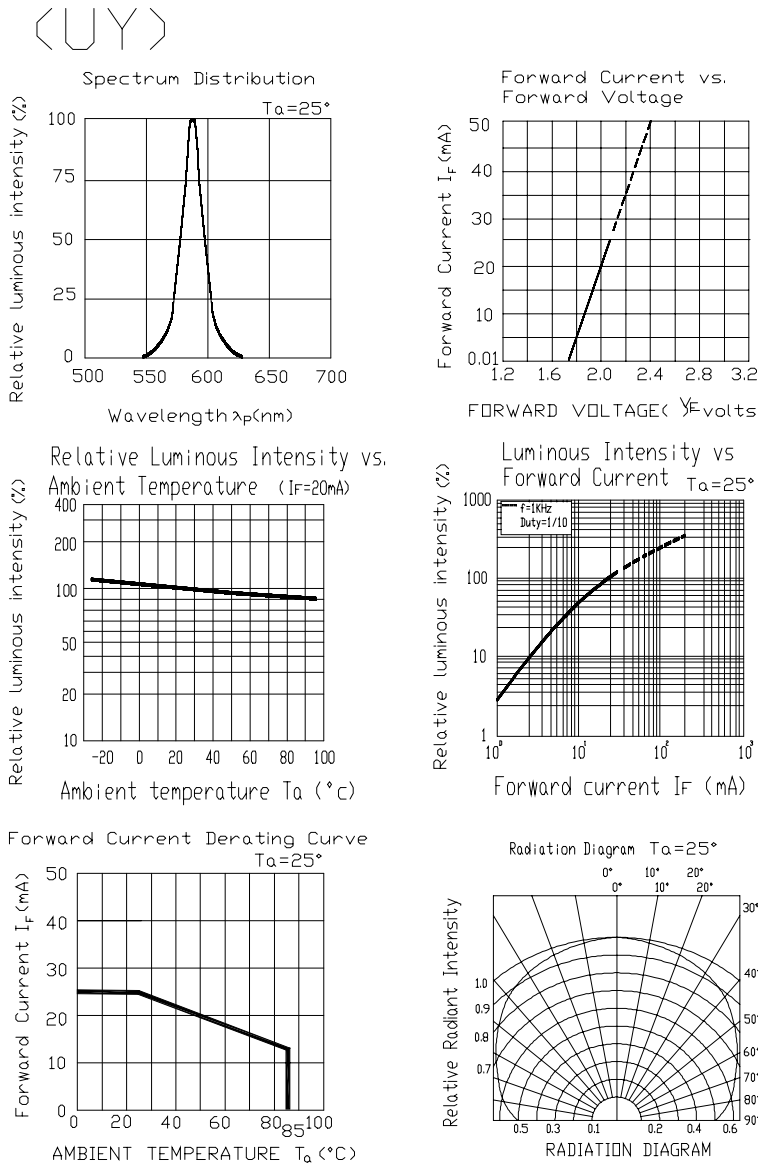 (UY)
Spectrum Distribution
Ta=25°
Relative luminous intensity (%)
100
75
50
25
0
500 550 600 650 700
Wavelength λp(nm)
Forward Current vs.
Forward Voltage
Forward Current IF (mA)
50
40
30
20
10
0.01
1.2 1.6 2.0 2.4 2.8 3.2
FORWARD VOLTAGE( VF volts
Relative Luminous Intensity vs.
Ambient Temperature (IF=20mA)
Relative luminous intensity (%)
400
200
100
50
20
10
-20 0 20 40 60 80 100
Ambient temperature Ta (°c)
Luminous Intensity vs
Forward Current Ta=25°
Relative luminous intensity (%)
f=1KHz
Duty=1/10
1000
100
10
1
10⁰ 10¹ 10² 10³
Forward current IF (mA)
Forward Current Derating Curve
Ta=25°
Forward Current IF (mA)
50
40
30
20
10
0
0 20 40 60 80 85 100
AMBIENT TEMPERATURE Ta (°C)
Radiation Diagram Ta=25°
0° 10° 20°
0° 10° 20°
30°
40°
50°
60°
70°
80°
90°
Relative Radiant Intensity
1.0
0.9
0.8
0.7
0.5 0.3 0.1 0.2 0.4 0.6
RADIATION DIAGRAM